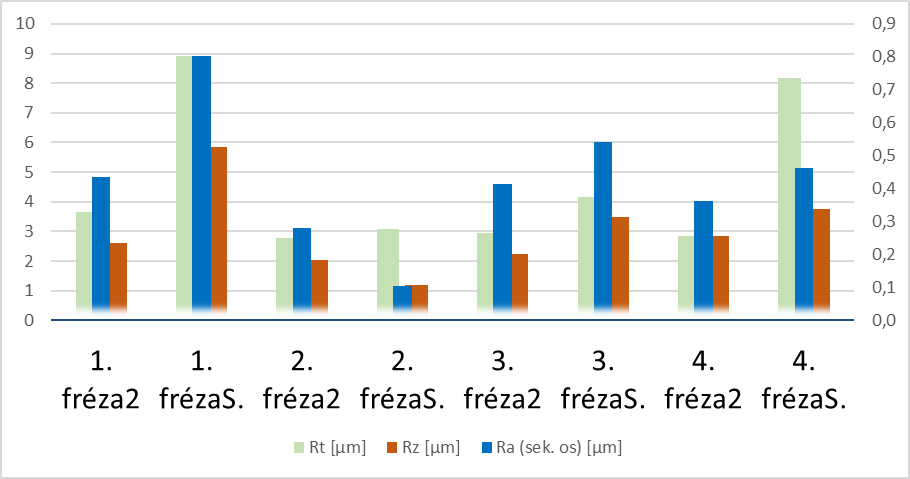 10
9
8
7
6
5
4
3
2
1
0
0,9
0,8
0,7
0,6
0,5
0,4
0,3
0,2
0,1
0,0
1. fréza2
1. frézaS.
2. fréza2
2. frézaS.
3. fréza2
3. frézaS.
4. fréza2
4. frézaS.
Rt [µm] Rz [µm] Ra (sek. os) [µm]